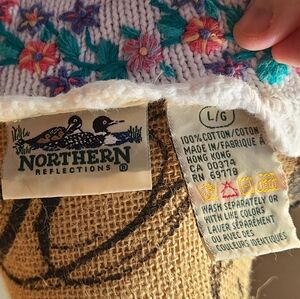 NORTHERN
REFLECTIONS ®
L/G
100% COTTON/COTON
MADE IN/FABRIQUÉ À
HONG KONG
CA 00374
RN 69778
WASH SEPARATELY OR
WITH LIKE COLORS
LAVER SÉPARÉMENT
OU AVEC DES
COULEURS IDENTIQUES